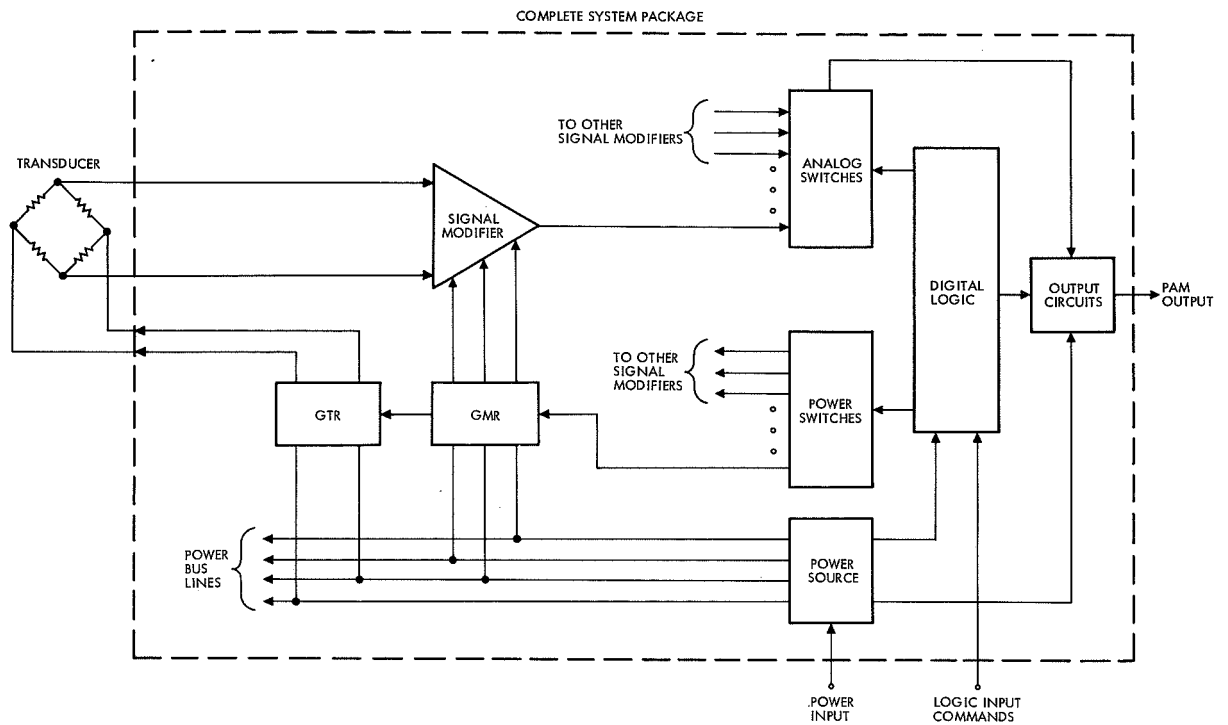 COMPLETE SYSTEM PACKAGE
TO OTHER
SIGNAL MODIFIERS
ANALOG
SWITCHES
TRANSDUCER
SIGNAL
MODIFIER
DIGITAL
LOGIC
OUTPUT
CIRCUITS
PAM
OUTPUT
TO OTHER
SIGNAL
MODIFIERS
POWER
SWITCHES
GTR
GMR
POWER
BUS
LINES
POWER
SOURCE
.POWER
INPUT
LOGIC INPUT
COMMANDS